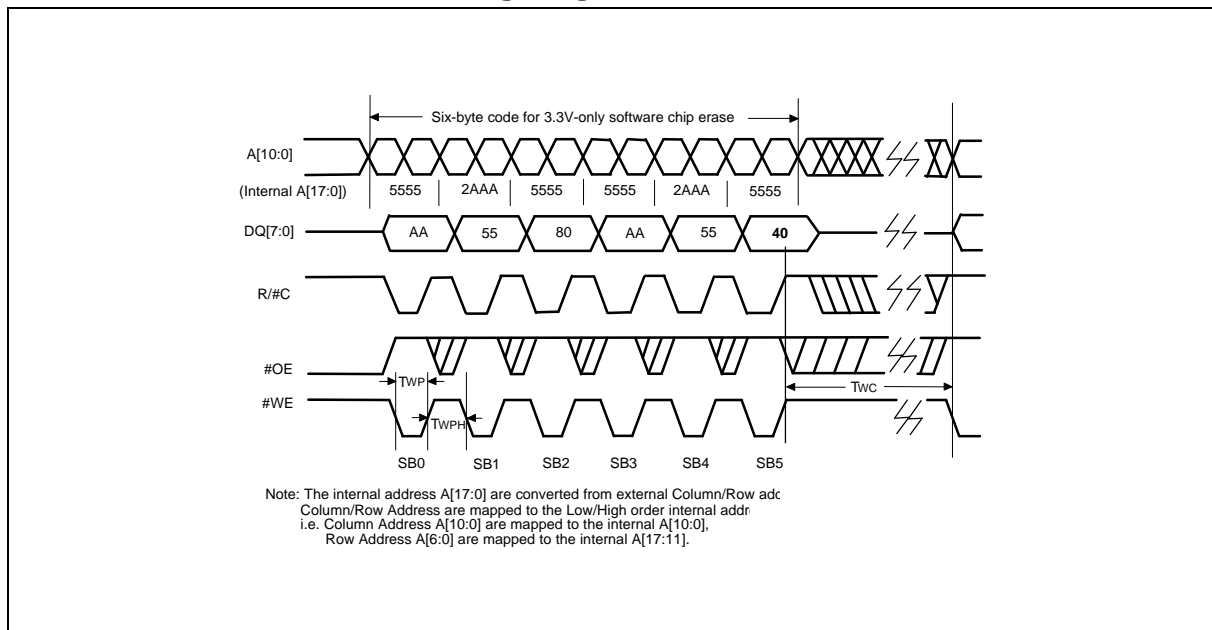 Six-byte code for 3.3V-only software chip erase
A[10:0]
(Internal A[17:0]) 5555 2AAA 5555 5555 2AAA 5555
DQ[7:0] AA 55 80 AA 55 40
R/#C
#OE
TWP TWC
#WE
TWPH
SB0 SB1 SB2 SB3 SB4 SB5
Note: The internal address A[17:0] are converted from external Column/Row
Column/Row Address are mapped to the Low/High order internal
i.e. Column Address A[10:0] are mapped to the internal A[10:0],
Row Address A[6:0] are mapped to the internal A[17:11].